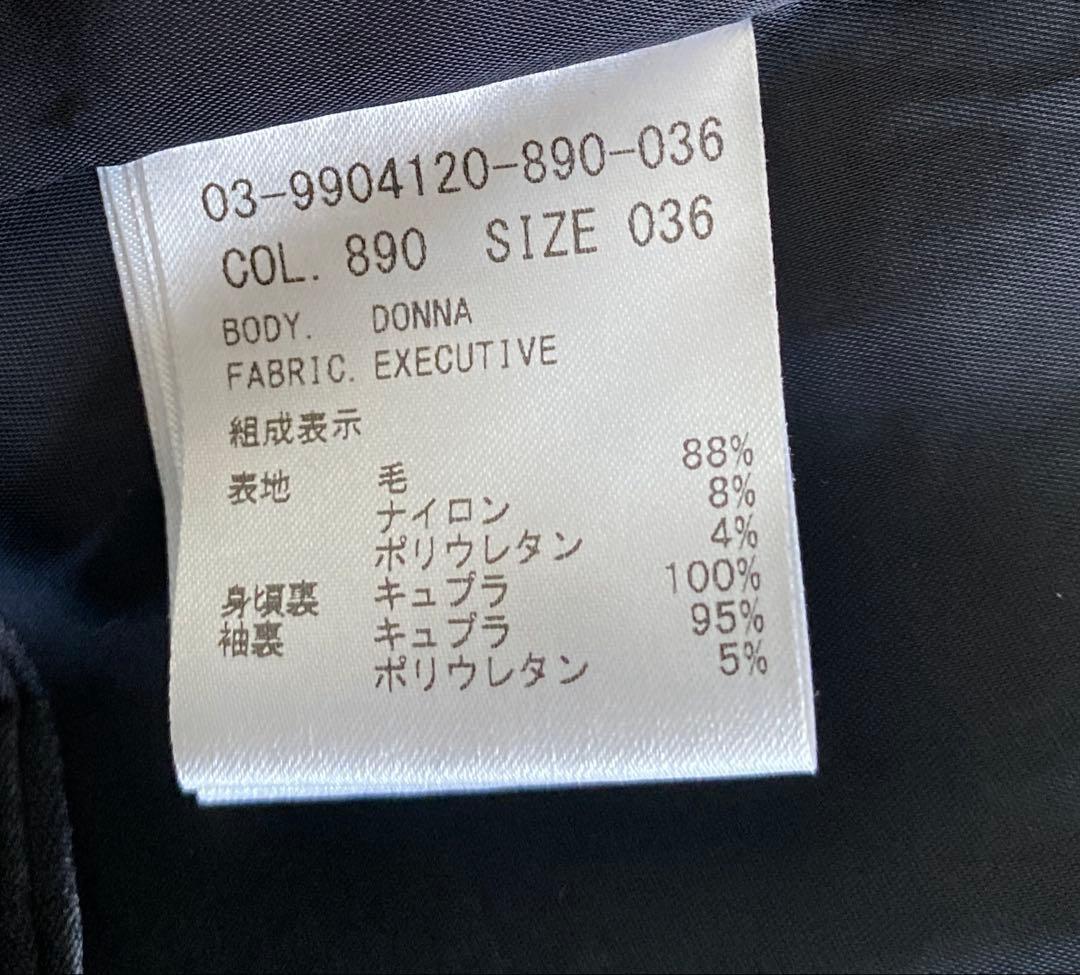 03-9904120-890-036
COL. 890 SIZE 036
BODY. DONNA
FABRIC. EXECUTIVE
組成表示
表地 毛 88%
ナイロン 8%
ポリウレタン 4%
身頃裏 キュプラ 100%
袖裏 キュプラ 95%
ポリウレタン 5%